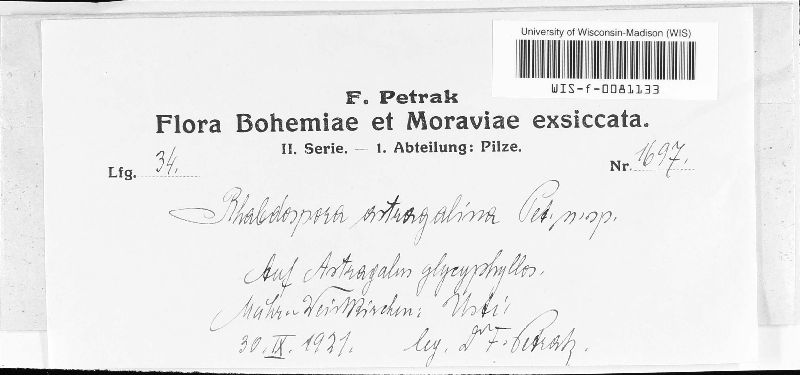 University of Wisconsin-Madison (WIS)
WIS-f-0081133
F. Petrak
Flora Bohemiae et Moraviae exsiccata.
II. Serie. — 1. Abteilung: Pilze.
Lfg. 34. Nr. 1697.
Rhabdospora astragalina Pet. n. sp.
Auf Astragalus glycyphyllos.
Mähr.-Weisskirchen: Ústi.
30. IX. 1921. leg. Dr F. Petrak.